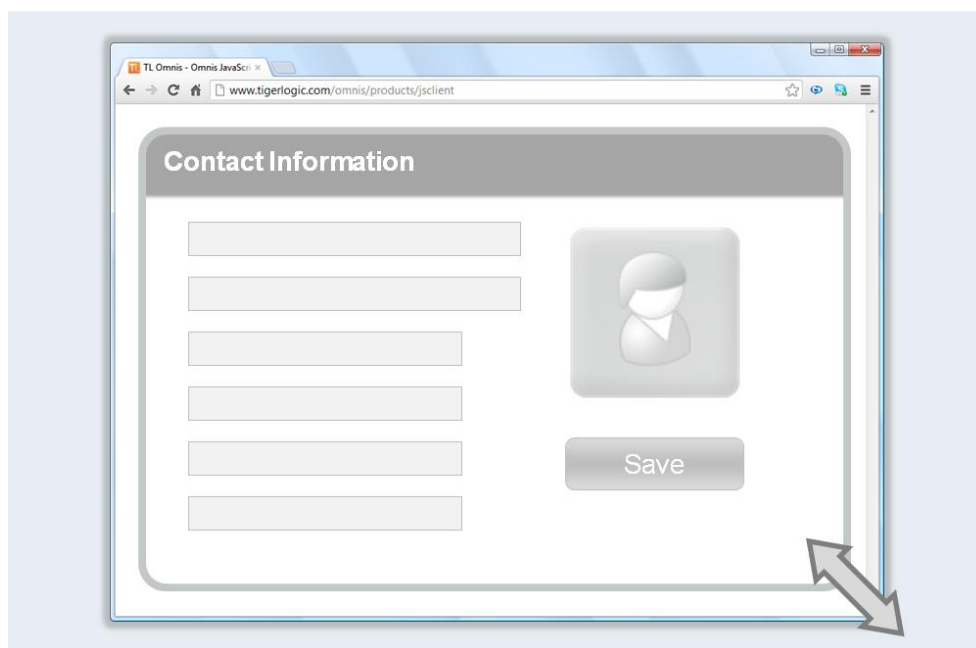 TL Omnis - Omnis JavaScri
www.tigerlogic.com/omnis/products/jsclient
Contact Information
Save